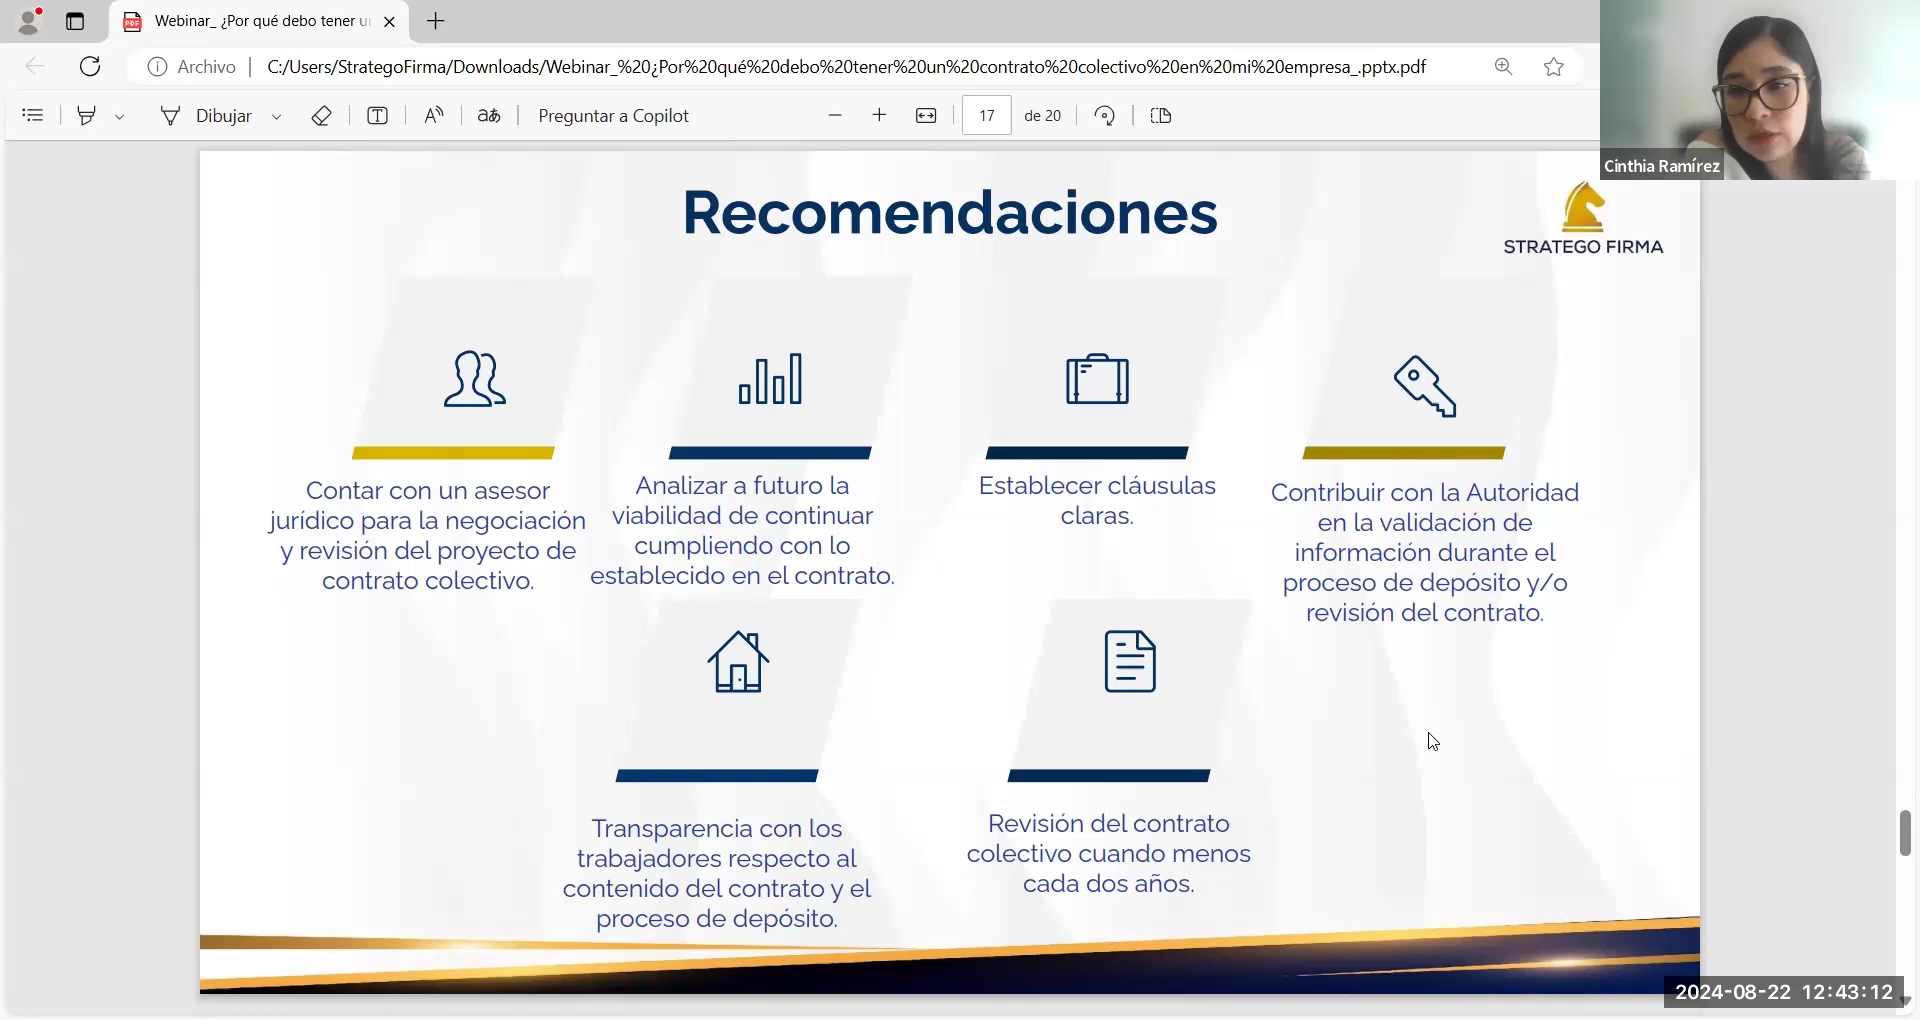 Webinar_ ¿Por qué debo tener u
Archivo
C:/Users/StrategoFirma/Downloads/Webinar_%20¿Por%20qué%20debo%20tener%20un%20contrato%20colectivo%20en%20mi%20empresa_.pptx.pdf
Dibujar
Preguntar a Copilot
17
de 20
Cinthia Ramírez
Recomendaciones
STRATEGO FIRMA
Contar con un asesor
jurídico para la negociación
y revisión del proyecto de
contrato colectivo.
Analizar a futuro la
viabilidad de continuar
cumpliendo con lo
establecido en el contrato.
Establecer cláusulas
claras.
Contribuir con la Autoridad
en la validación de
información durante el
proceso de depósito y/o
revisión del contrato.
Transparencia con los
trabajadores respecto al
contenido del contrato y el
proceso de depósito.
Revisión del contrato
colectivo cuando menos
cada dos años.
2024-08-22 12:43:12